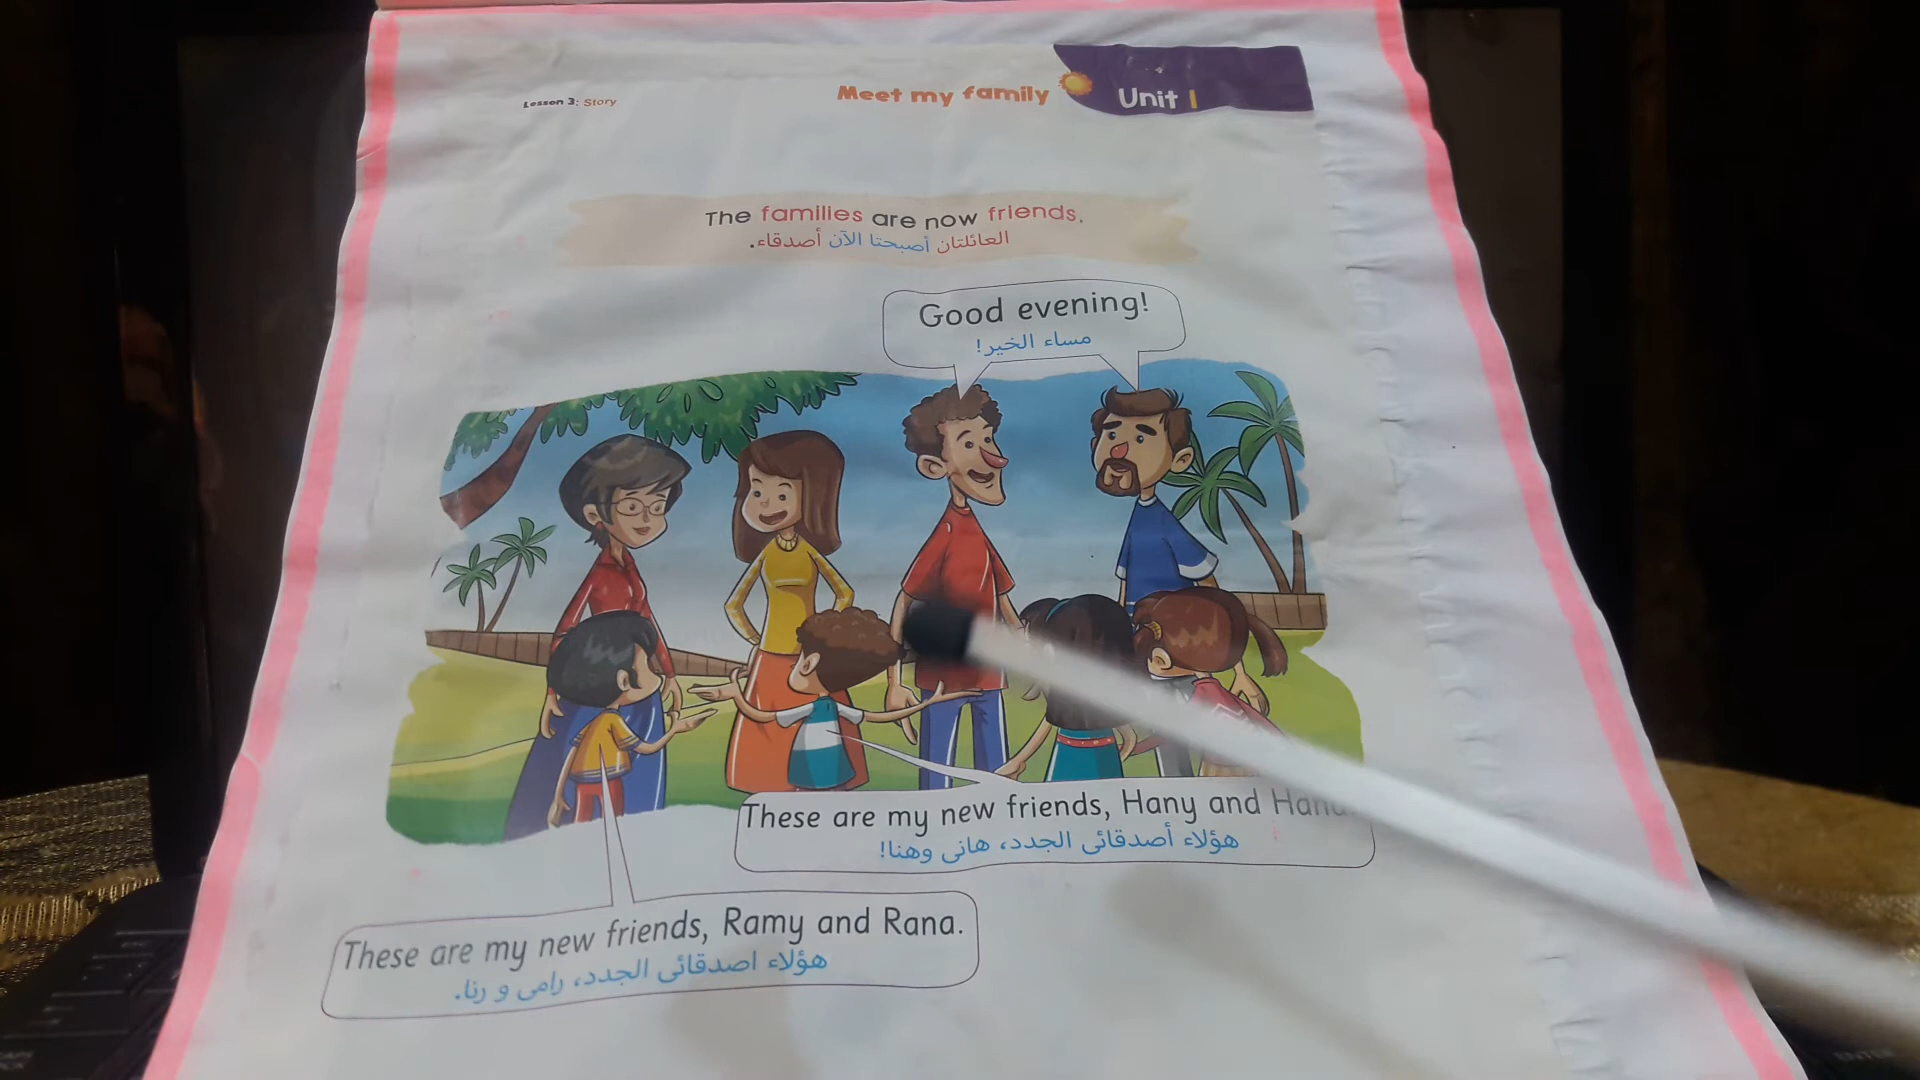 Lesson 3: Story
Meet my family
Unit 1
The families are now friends.
العائلتان أصبحتا الآن أصدقاء.
Good evening!
مساء الخير!
These are my new friends, Hany and
هؤلاء أصدقائى الجدد، هانى وهنا!
These are my new friends, Ramy and Rana.
هؤلاء اصدقائى الجدد، رامى و رنا.